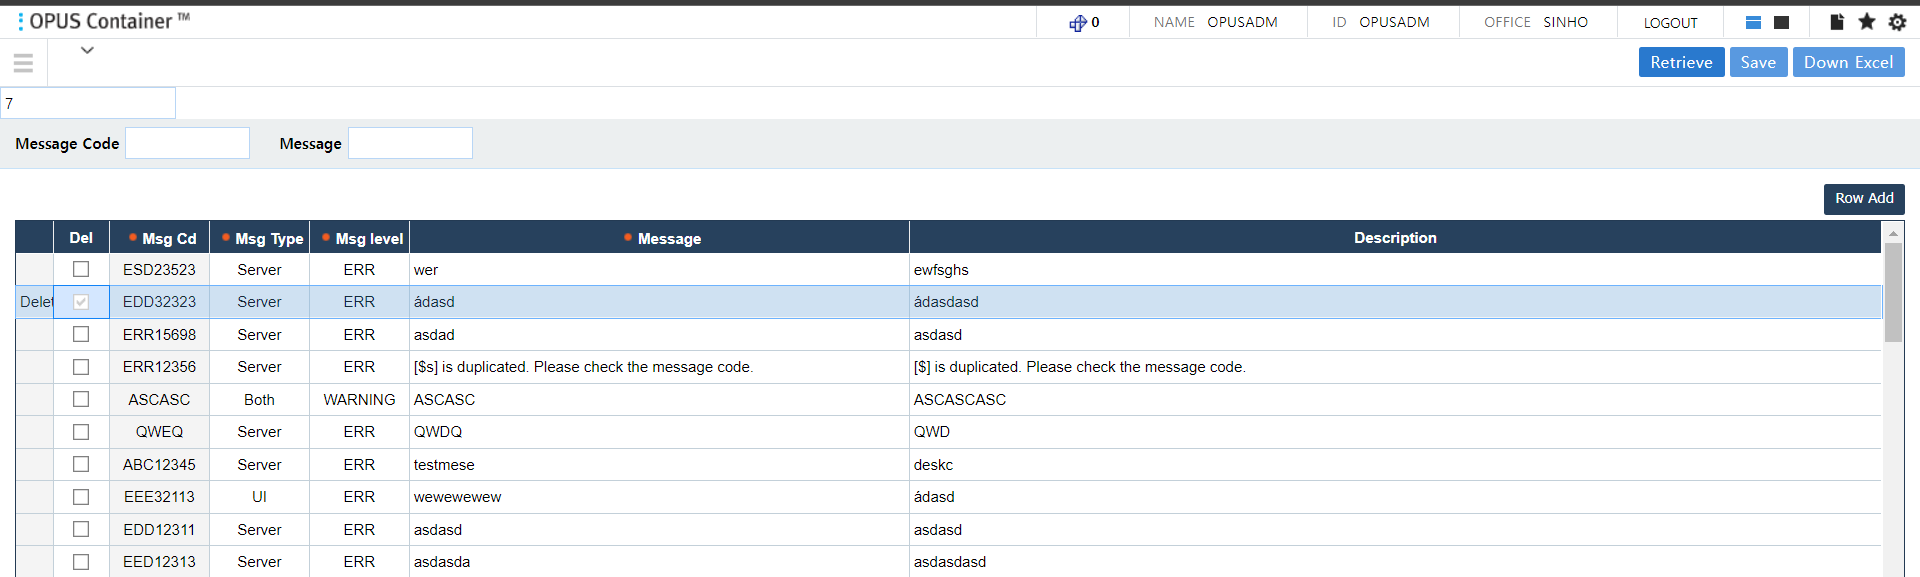 OPUS Container ™ 0 NAME OPUSADM ID OPUSADM OFFICE SINHO LOGOUT
Retrieve Save Down Excel
7
Message Code Message
Row Add
Del Msg Cd Msg Type Msg level Message Description
ESD23523 Server ERR wer ewfsghs
Delet EDD32323 Server ERR ádasd ádasdasd
ERR15698 Server ERR asdad asdasd
ERR12356 Server ERR [$s] is duplicated. Please check the message code. [$] is duplicated. Please check the message code.
ASCASC Both WARNING ASCASC ASCASCASC
QWEQ Server ERR QWDQ QWD
ABC12345 Server ERR testmese deskc
EEE32113 UI ERR wewewewew ádasd
EDD12311 Server ERR asdasd asdasd
EED12313 Server ERR asdasda asdasdasd